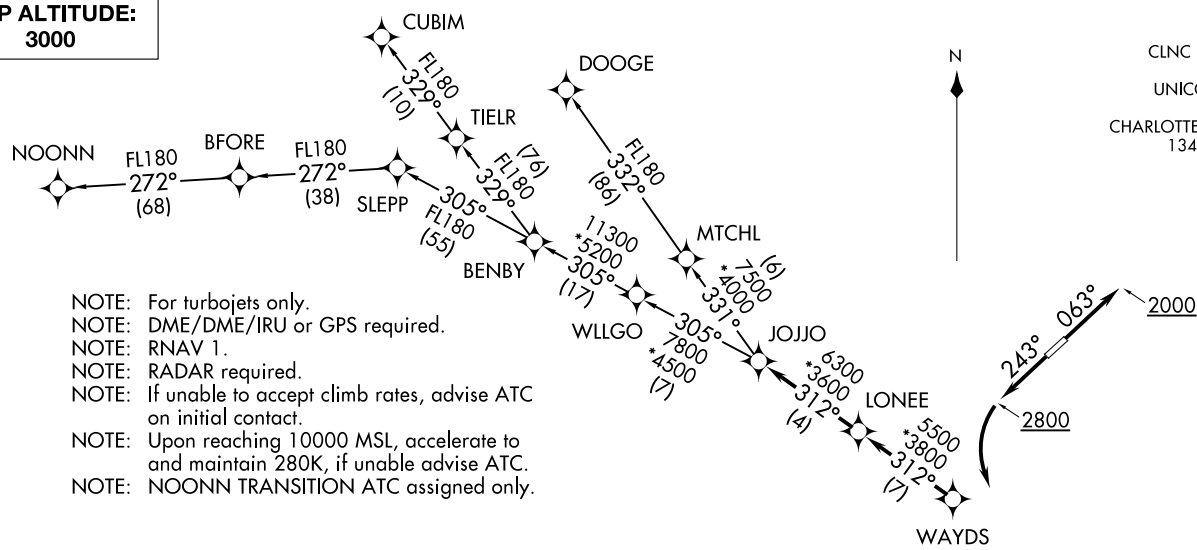 P ALTITUDE:
3000
CUBIM
DOOGE
N
CLNC
FL180
329°
(10)
TIELR
FL180
332°
(86)
CHARLOTTE
134
NOONN
FL180
272°
(68)
BFORE
FL180
272°
(38)
SLEPP
(76)
FL180
329°
305°
FL180
(55)
BENBY
11300
*5200
305°
(17)
MTCHL
(6)
7500
*4000
331°
WLLGO
305°
7800
*4500
(7)
JOJJO
6300
*3600
312°
(4)
LONEE
5500
*3800
312°
(7)
WAYDS
063°
2000
243°
2800
NOTE: For turbojets only.
NOTE: DME/DME/IRU or GPS required.
NOTE: RNAV 1.
NOTE: RADAR required.
NOTE: If unable to accept climb rates, advise ATC
on initial contact.
NOTE: Upon reaching 10000 MSL, accelerate to
and maintain 280K, if unable advise ATC.
NOTE: NOONN TRANSITION ATC assigned only.